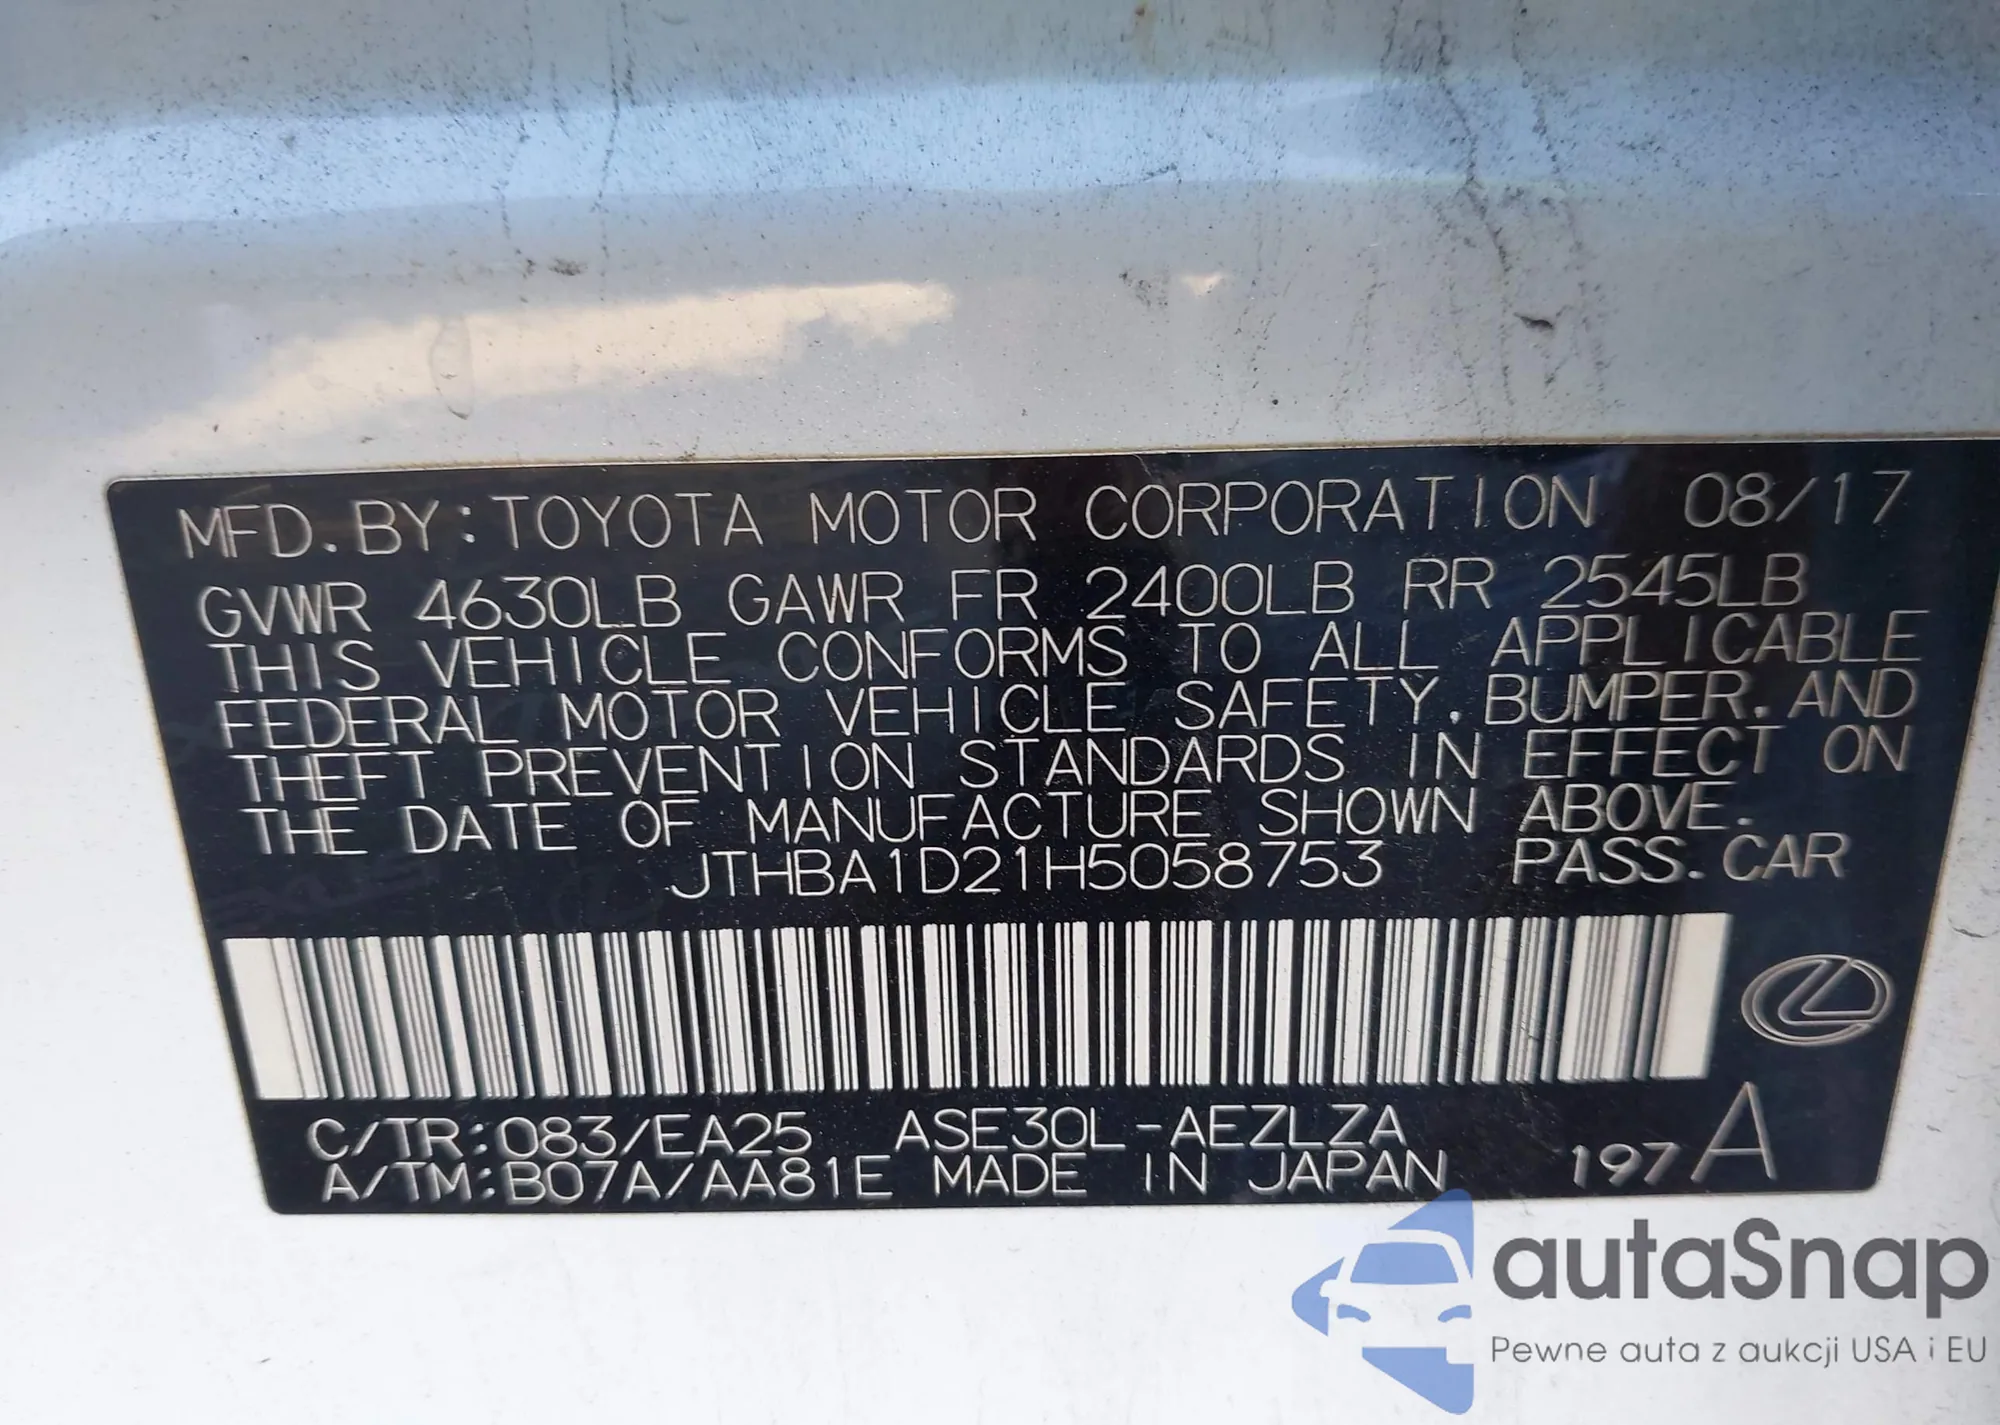 MFD. BY: TOYOTA MOTOR CORPORATION 08/17
GVWR 4630LB GAWR FR 2400LB RR 2545LB
THIS VEHICLE CONFORMS TO ALL APPLICABLE
FEDERAL MOTOR VEHICLE SAFETY, BUMPER, AND
THEFT PREVENTION STANDARDS IN EFFECT ON
THE DATE OF MANUFACTURE SHOWN ABOVE.
JTHBA1D21H5058753 PASS. CAR
C/TR: 083/EA25 ASE30L-AEZLZA
A/TM: B07A/AA81E MADE IN JAPAN 197 A
autaSnap
Pewne auta z aukcji USA i EU